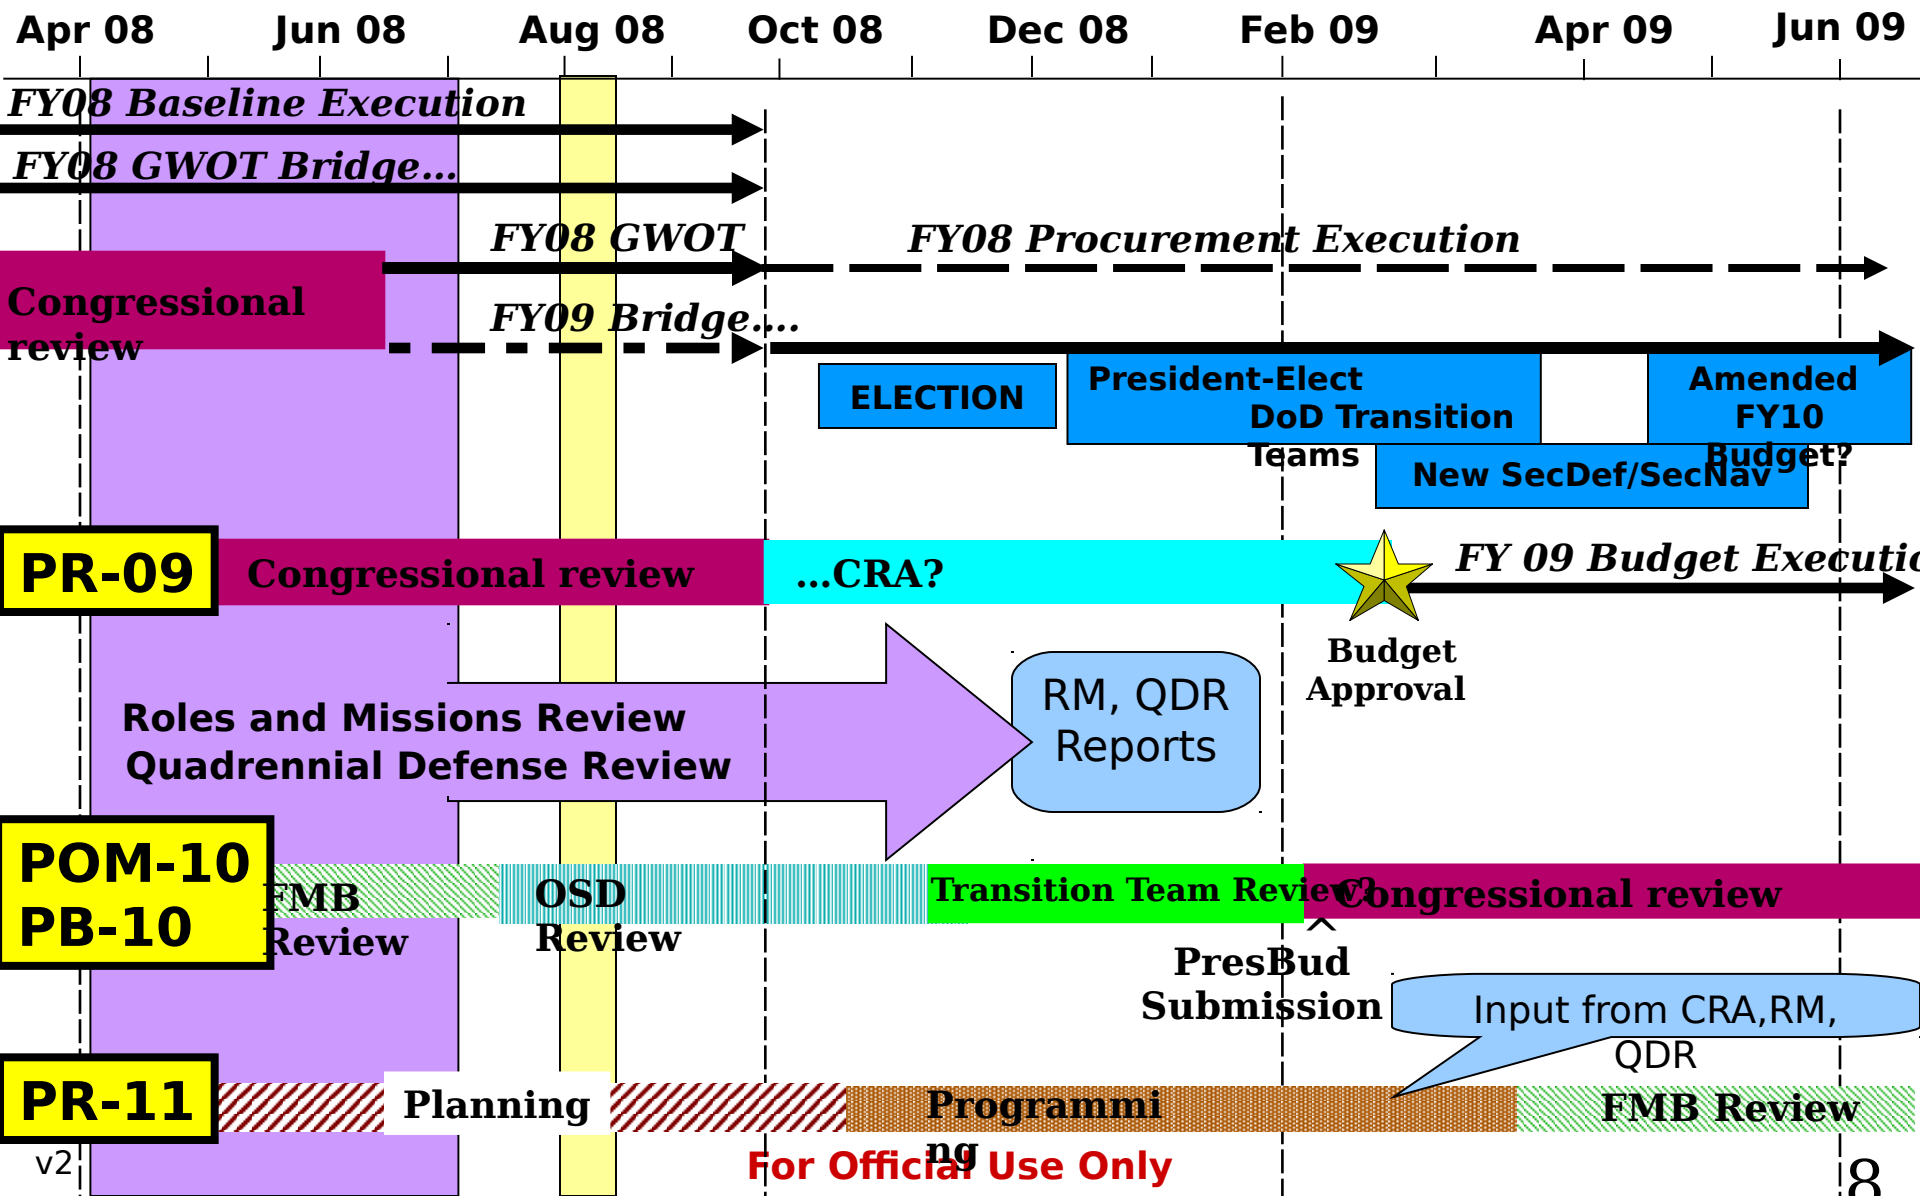 Apr 08 Jun 08 Aug 08 Oct 08 Dec 08 Feb 09 Apr 09 Jun 09
FY08 Baseline Execution
FY08 GWOT Bridge…
FY08 GWOT
FY08 Procurement Execution
Congressional
review
FY09 Bridge….
ELECTION
President-Elect
DoD Transition
Teams
Amended
FY10
Budget?
New SecDef/SecNav
PR-09
Congressional review
…CRA?
FY 09 Budget Executio
Budget
Approval
Roles and Missions Review
Quadrennial Defense Review
RM, QDR
Reports
POM-10
PB-10
FMB
Review
OSD
Review
Transition Team Review?
Congressional review
^
PresBud
Submission
Input from CRA,RM,
QDR
PR-11
Planning
Programmi
ng
FMB Review
v2
For Official Use Only
8